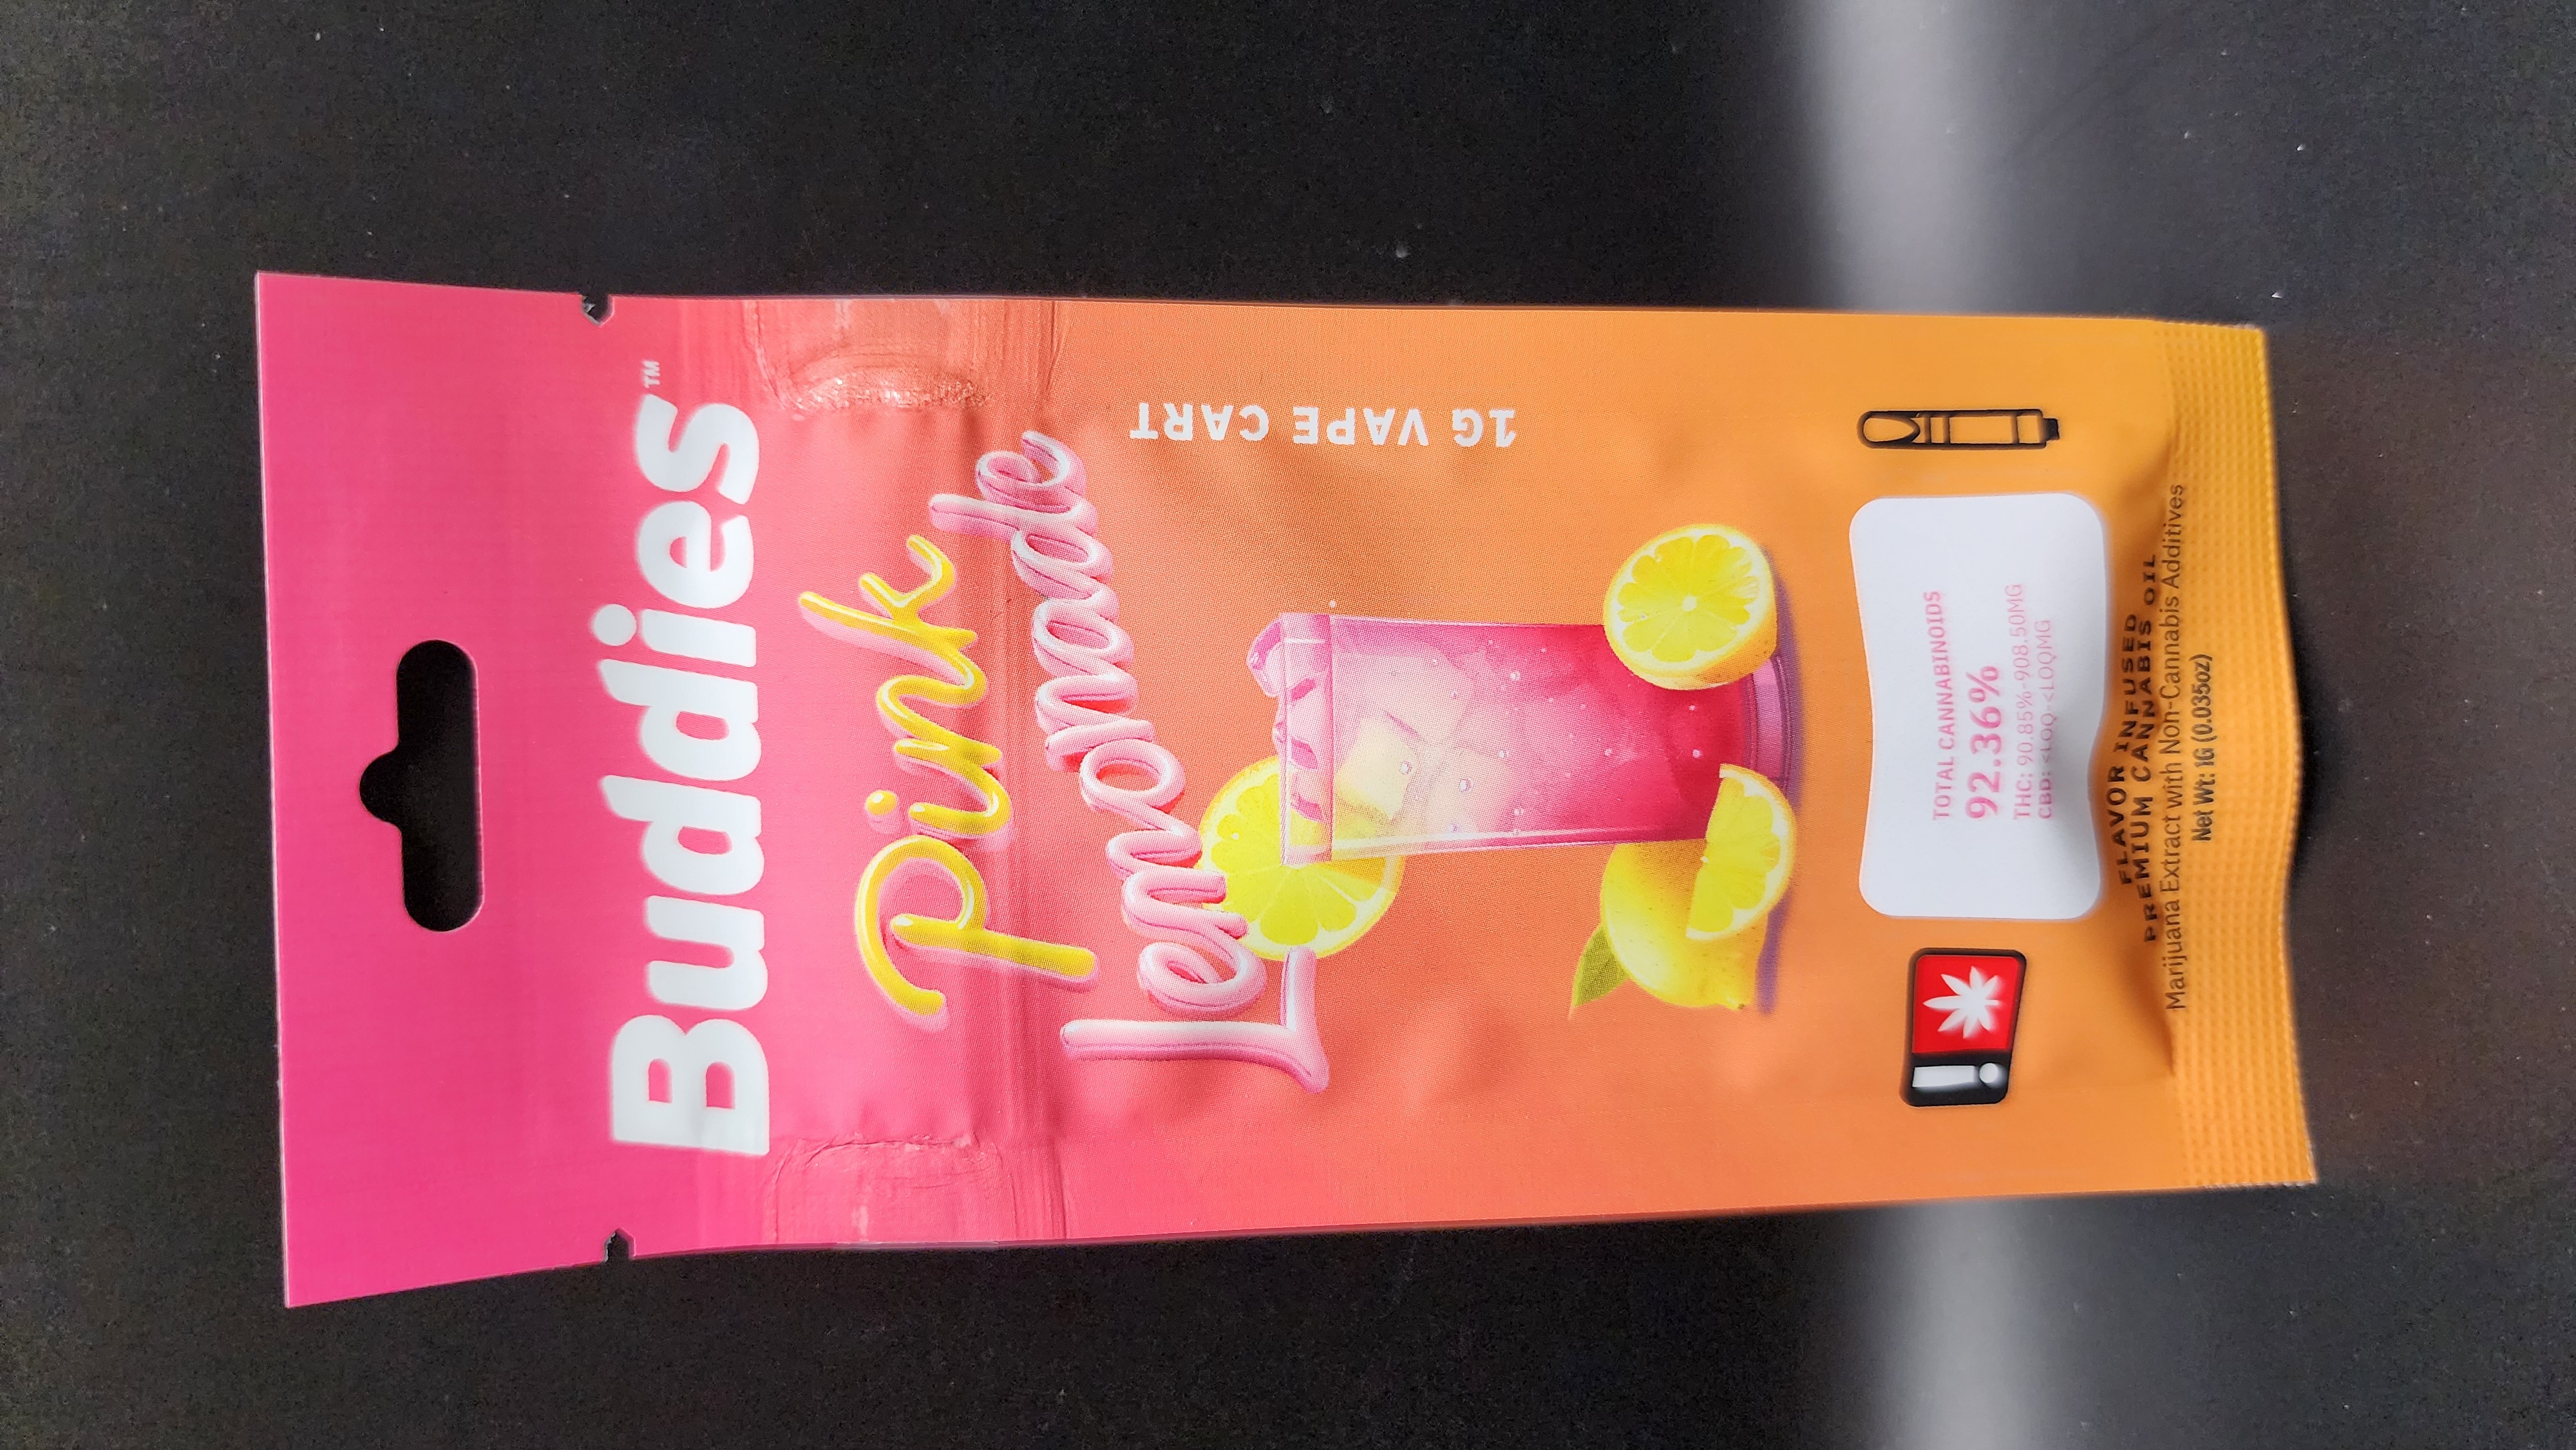 Buddies™
Pink
Lemonade
1G VAPE CART
TOTAL CANNABINOIDS
92.36%
THC: 90.85%-908.50MG
CBD: <LOQ-<LOQMG
FLAVOR INFUSED
PREMIUM CANNABIS OIL
Marijuana Extract with Non-Cannabis Additives
Net Wt: 1G (0.035oz)